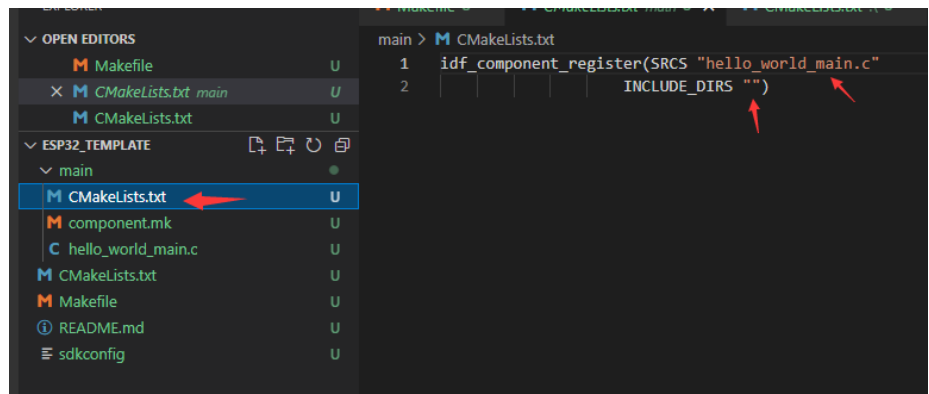 OPEN EDITORS
Makefile U
CMakeLists.txt main U
CMakeLists.txt U
ESP32_TEMPLATE
main
CMakeLists.txt U
component.mk U
hello_world_main.c U
CMakeLists.txt U
Makefile U
README.md U
sdkconfig U
main > CMakeLists.txt
1 idf_component_register(SRCS "hello_world_main.c"
2 INCLUDE_DIRS "")